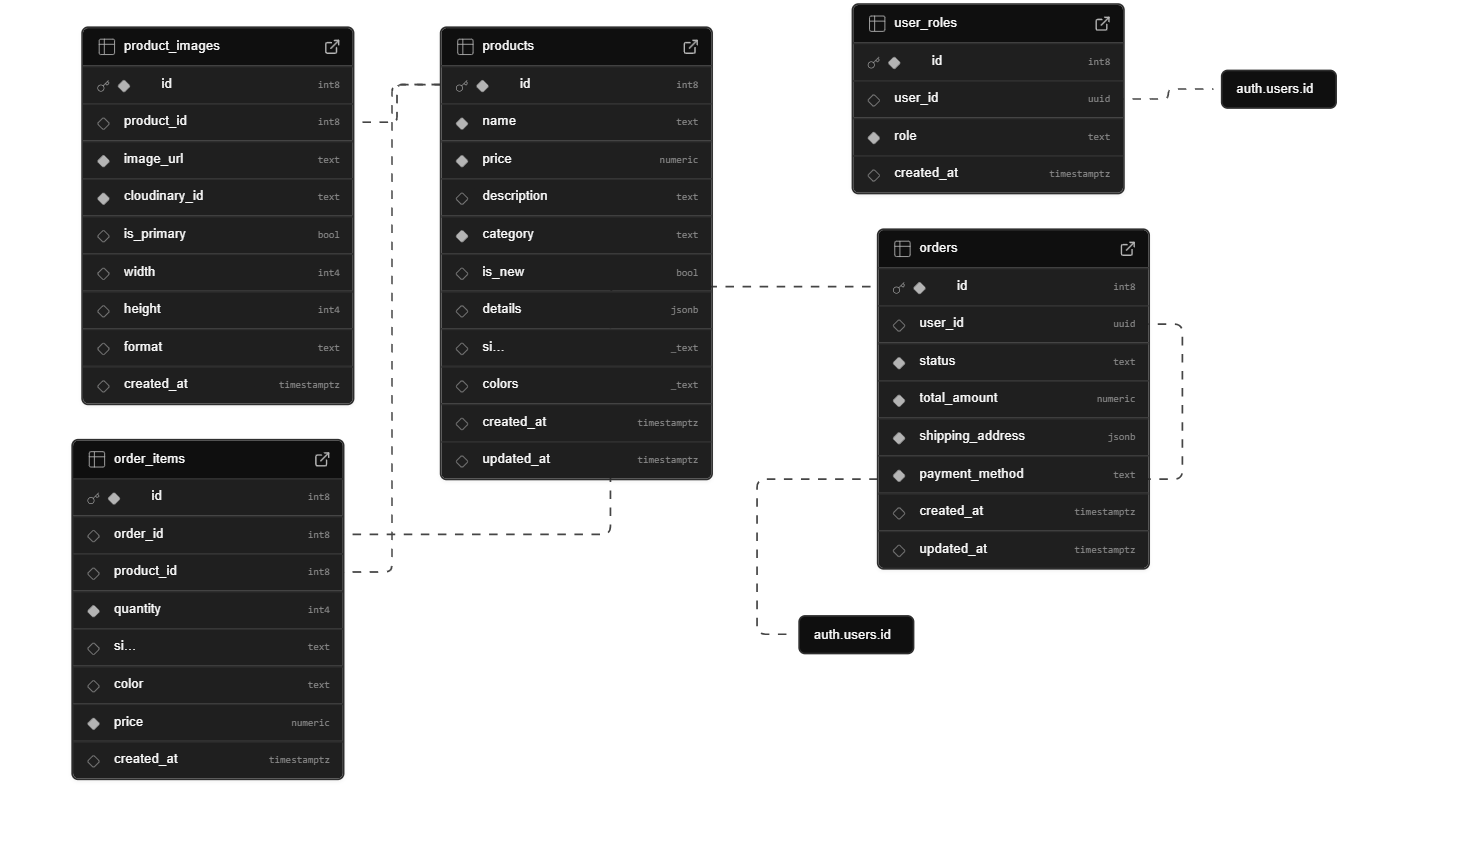 product_images
id int8
product_id int8
image_url text
cloudinary_id text
is_primary bool
width int4
height int4
format text
created_at timestamptz
products
id int8
name text
price numeric
description text
category text
is_new bool
details jsonb
si... _text
colors _text
created_at timestamptz
updated_at timestamptz
user_roles
id int8
user_id uuid
role text
created_at timestamptz
auth.users.id
orders
id int8
user_id uuid
status text
total_amount numeric
shipping_address jsonb
payment_method text
created_at timestamptz
updated_at timestamptz
order_items
id int8
order_id int8
product_id int8
quantity int4
si... text
color text
price numeric
created_at timestamptz
auth.users.id